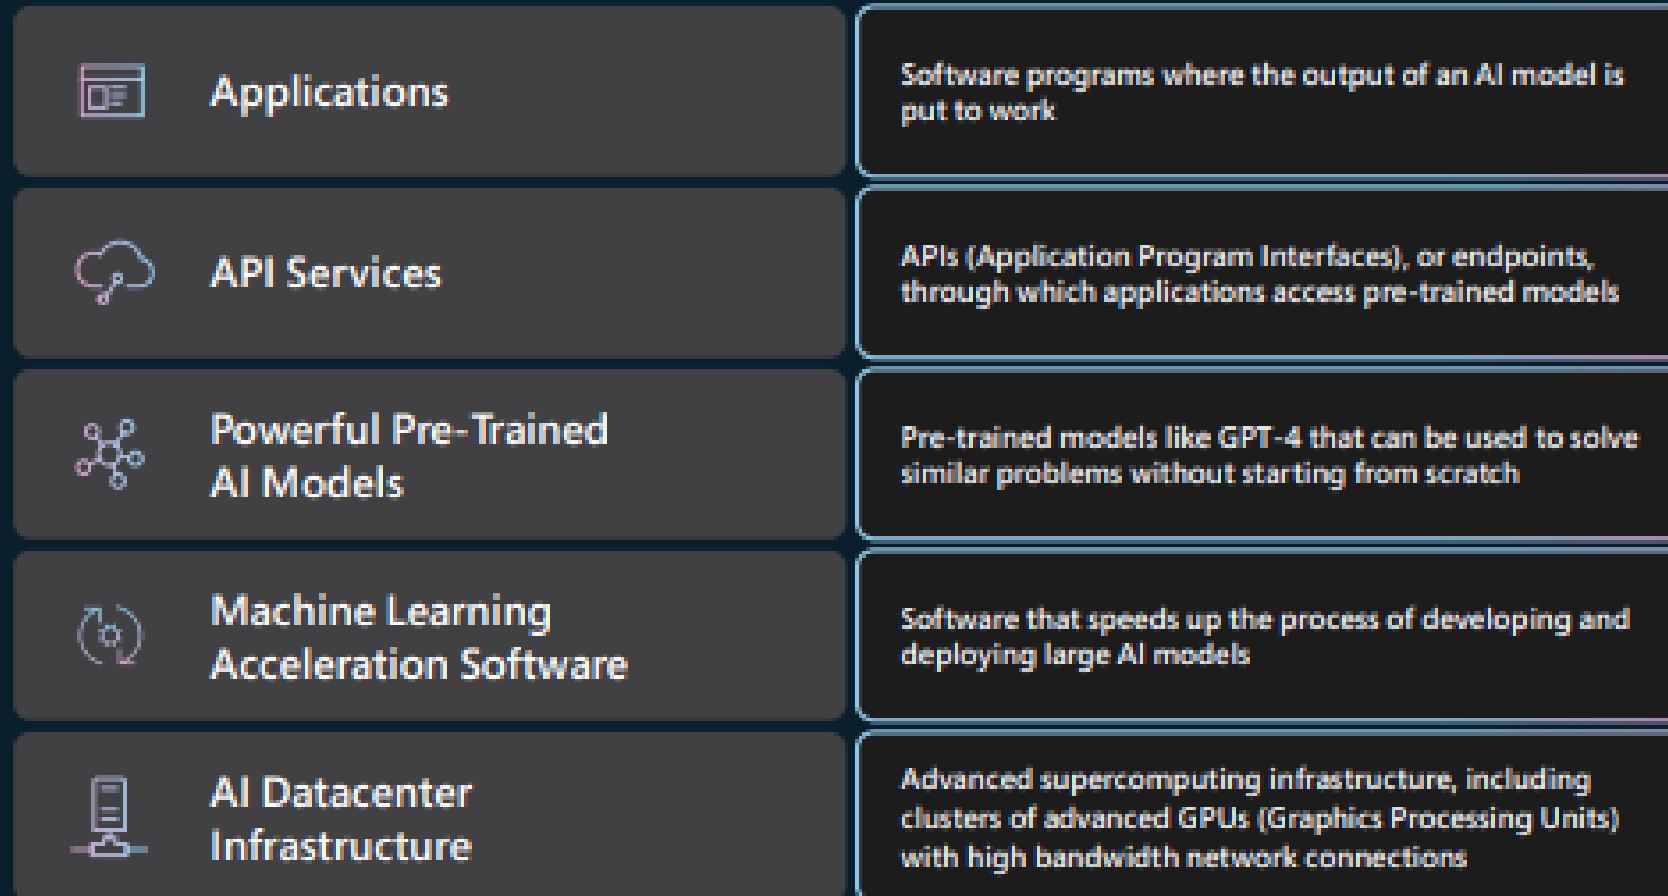 Applications
Software programs where the output of an AI model is
put to work
API Services
APIs (Application Program Interfaces), or endpoints,
through which applications access pre-trained models
Powerful Pre-Trained
AI Models
Pre-trained models like GPT-4 that can be used to solve
similar problems without starting from scratch
Machine Learning
Acceleration Software
Software that speeds up the process of developing and
deploying large AI models
AI Datacenter
Infrastructure
Advanced supercomputing infrastructure, including
clusters of advanced GPUs (Graphics Processing Units)
with high bandwidth network connections